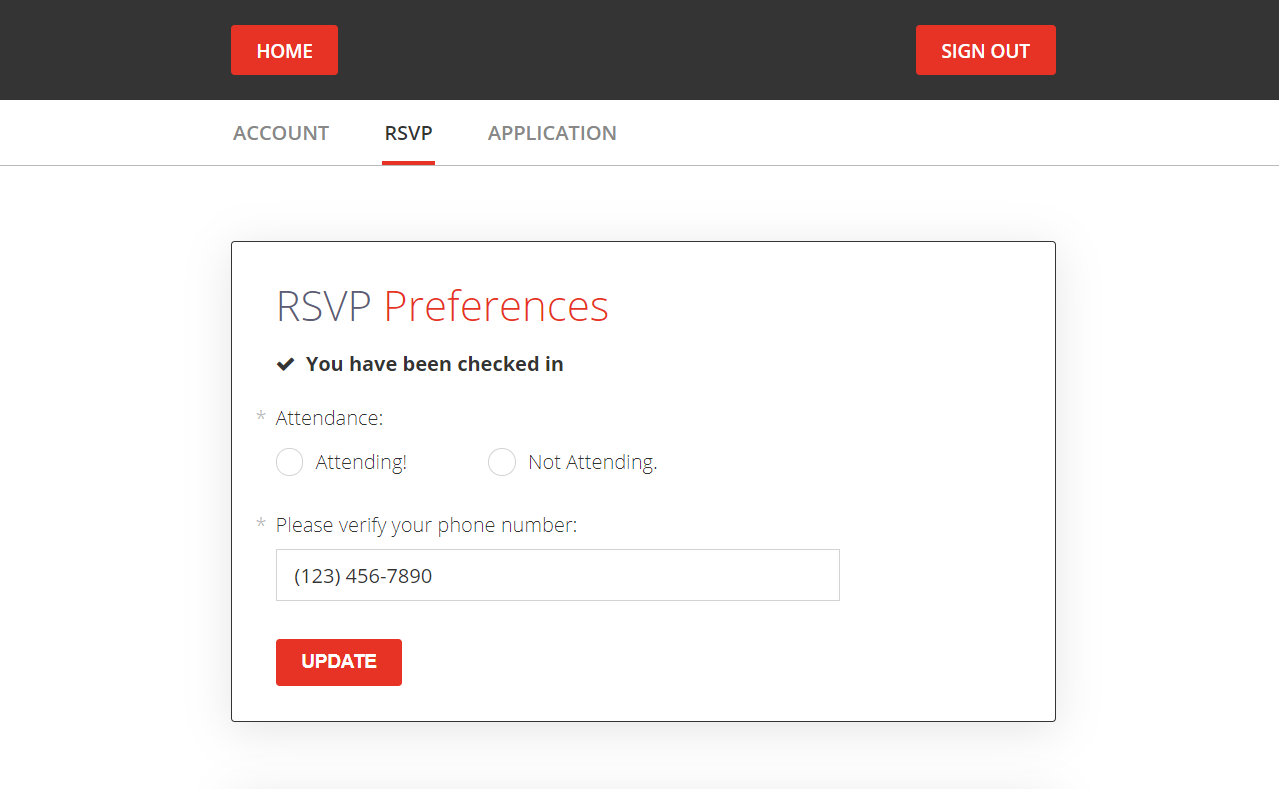 HOME SIGN OUT
ACCOUNT RSVP APPLICATION
RSVP Preferences
✔ You have been checked in
* Attendance:
Attending! Not Attending.
* Please verify your phone number:
(123) 456-7890
UPDATE